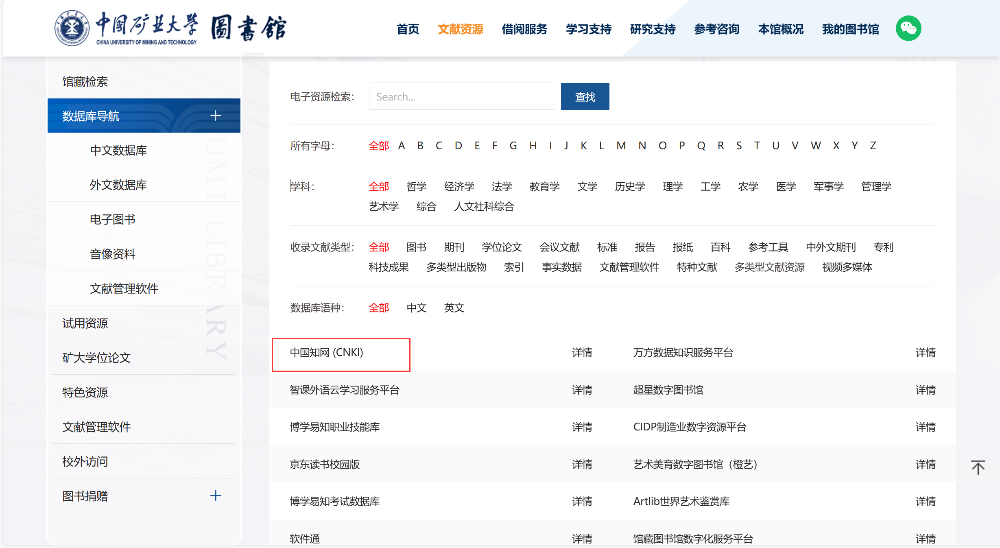 中国矿业大学 圖書館
CHINA UNIVERSITY OF MINING AND TECHNOLOGY
首页 文献资源 借阅服务 学习支持 研究支持 参考咨询 本馆概况 我的图书馆
馆藏检索
数据库导航
中文数据库
外文数据库
电子图书
音像资料
文献管理软件
试用资源
矿大学位论文
特色资源
文献管理软件
校外访问
图书捐赠
UMT LIBRARY
电子资源检索： Search... 查找
所有字母： 全部 A B C D E F G H I J K L M N O P Q R S T U V W X Y Z
学科： 全部 哲学 经济学 法学 教育学 文学 历史学 理学 工学 农学 医学 军事学 管理学
艺术学 综合 人文社科综合
收录文献类型： 全部 图书 期刊 学位论文 会议文献 标准 报告 报纸 百科 参考工具 中外文期刊 专利
科技成果 多类型出版物 索引 事实数据 文献管理软件 特种文献 多类型文献资源 视频多媒体
数据库语种： 全部 中文 英文
中国知网 (CNKI) 详情 万方数据知识服务平台 详情
智课外语云学习服务平台 详情 超星数字图书馆 详情
博学易知职业技能库 详情 CIDP制造业数字资源平台 详情
京东读书校园版 详情 艺术美育数字图书馆（橙艺） 详情
博学易知考试数据库 详情 Artlib世界艺术鉴赏库 详情
软件通 详情 馆藏图书馆数字化服务平台 详情